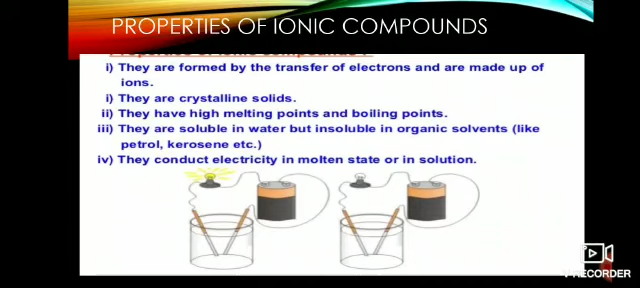 PROPERTIES OF IONIC COMPOUNDS
i) They are formed by the transfer of electrons and are made up of
ions.
i) They are crystalline solids.
ii) They have high melting points and boiling points.
iii) They are soluble in water but insoluble in organic solvents (like
petrol, kerosene etc.)
iv) They conduct electricity in molten state or in solution.
RECORDER